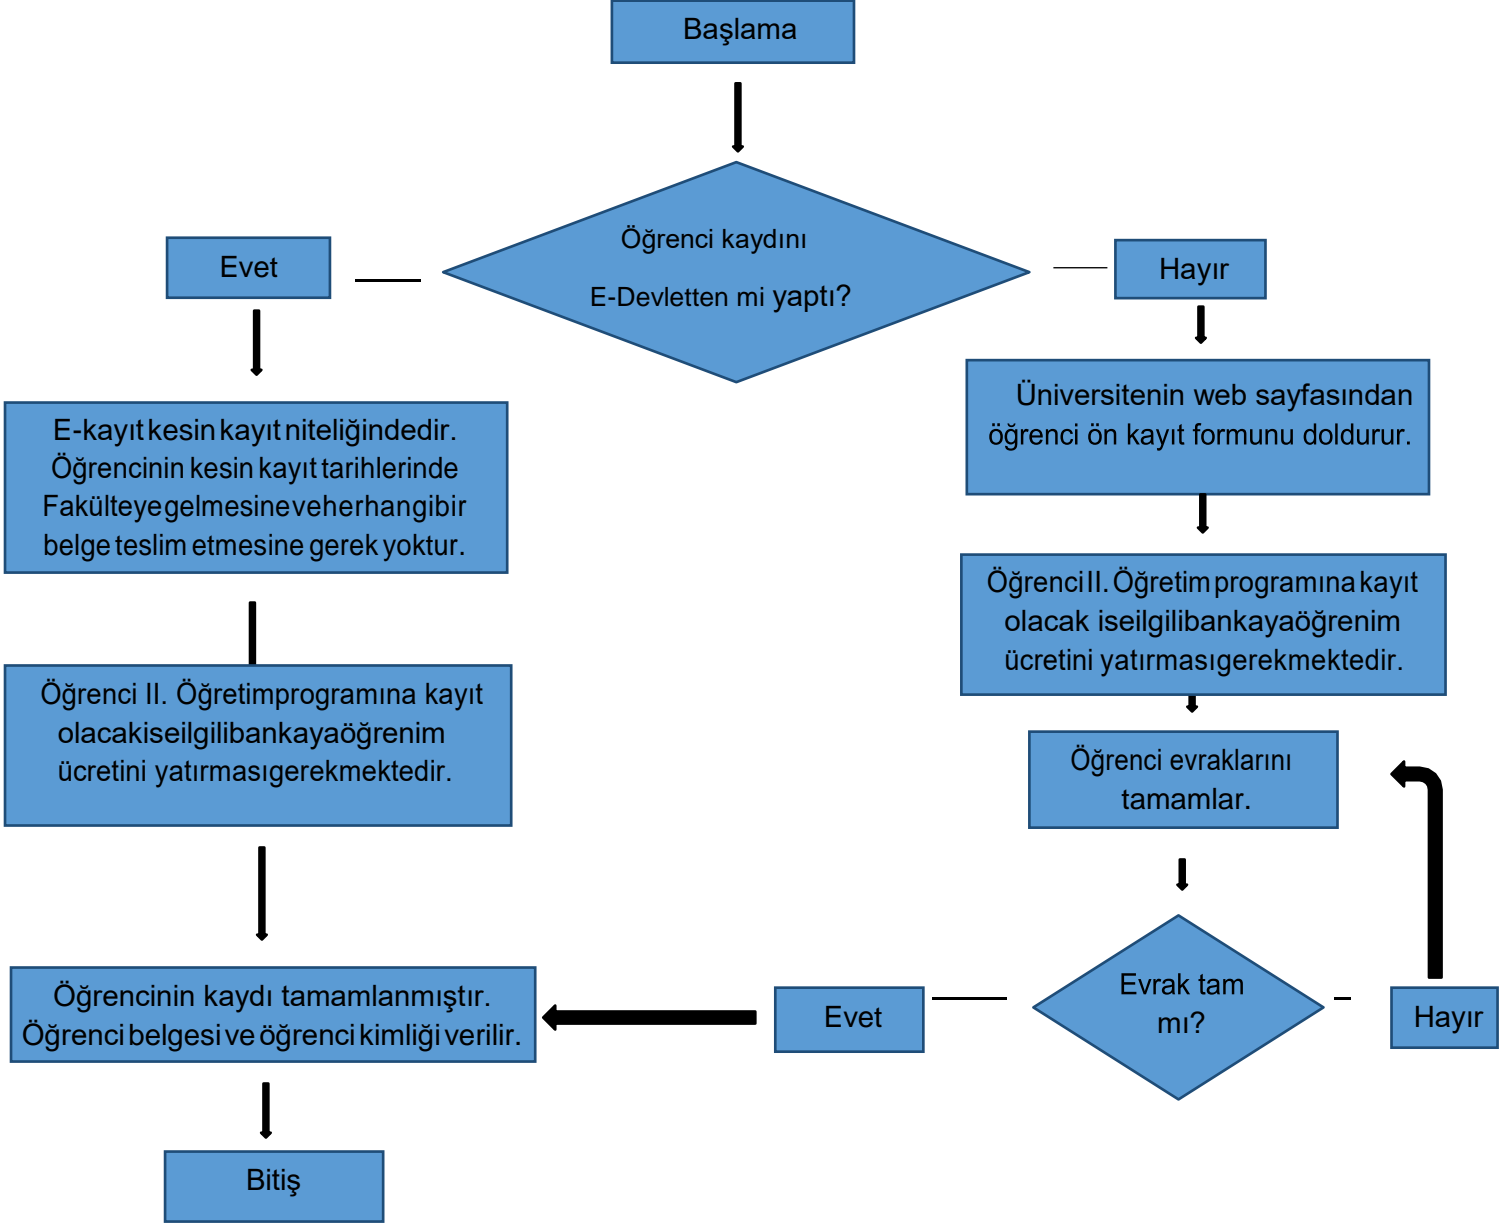 Başlama
Öğrenci kaydını
E-Devletten mi yaptı?
Evet
Hayır
E-kayıt kesin kayıt niteliğindedir.
Öğrencinin kesin kayıt tarihlerinde
Fakülteye gelmesine ve herhangi bir
belge teslim etmesine gerek yoktur.
Üniversitenin web sayfasından
öğrenci ön kayıt formunu doldurur.
Öğrenci II. Öğretim programına kayıt
olacak ise ilgili bankaya öğrenim
ücretini yatırması gerekmektedir.
Öğrenci II. Öğretim programına kayıt
olacak ise ilgili bankaya öğrenim
ücretini yatırması gerekmektedir.
Öğrenci evraklarını
tamamlar.
Evrak tam
mı?
Evet
Hayır
Öğrencinin kaydı tamamlanmıştır.
Öğrenci belgesi ve öğrenci kimliği verilir.
Bitiş